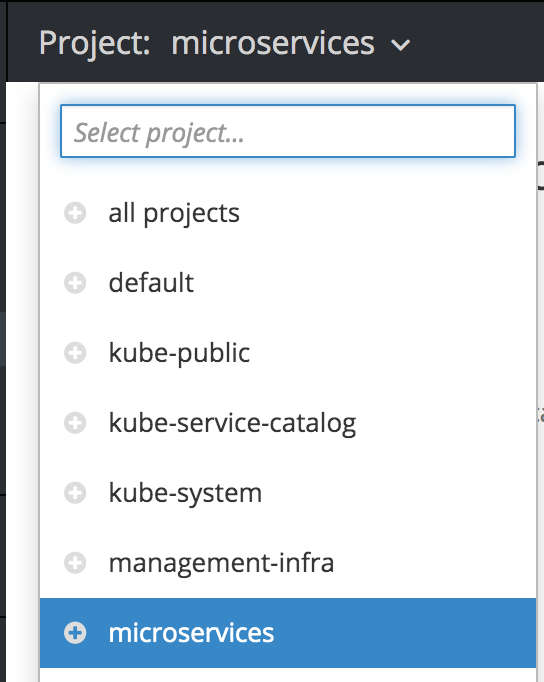 Project: microservices
Select project...
all projects
default
kube-public
kube-service-catalog
kube-system
management-infra
microservices